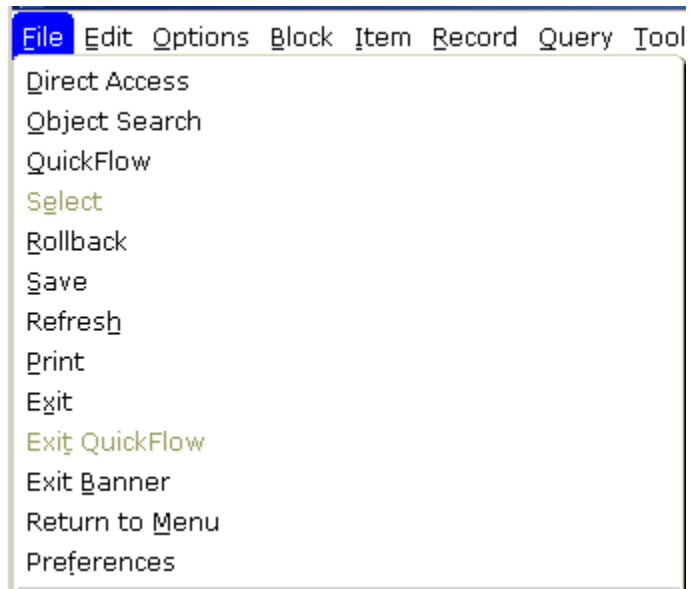 File Edit Options Block Item Record Query Tool
Direct Access
Object Search
QuickFlow
Select
Rollback
Save
Refresh
Print
Exit
Exit QuickFlow
Exit Banner
Return to Menu
Preferences